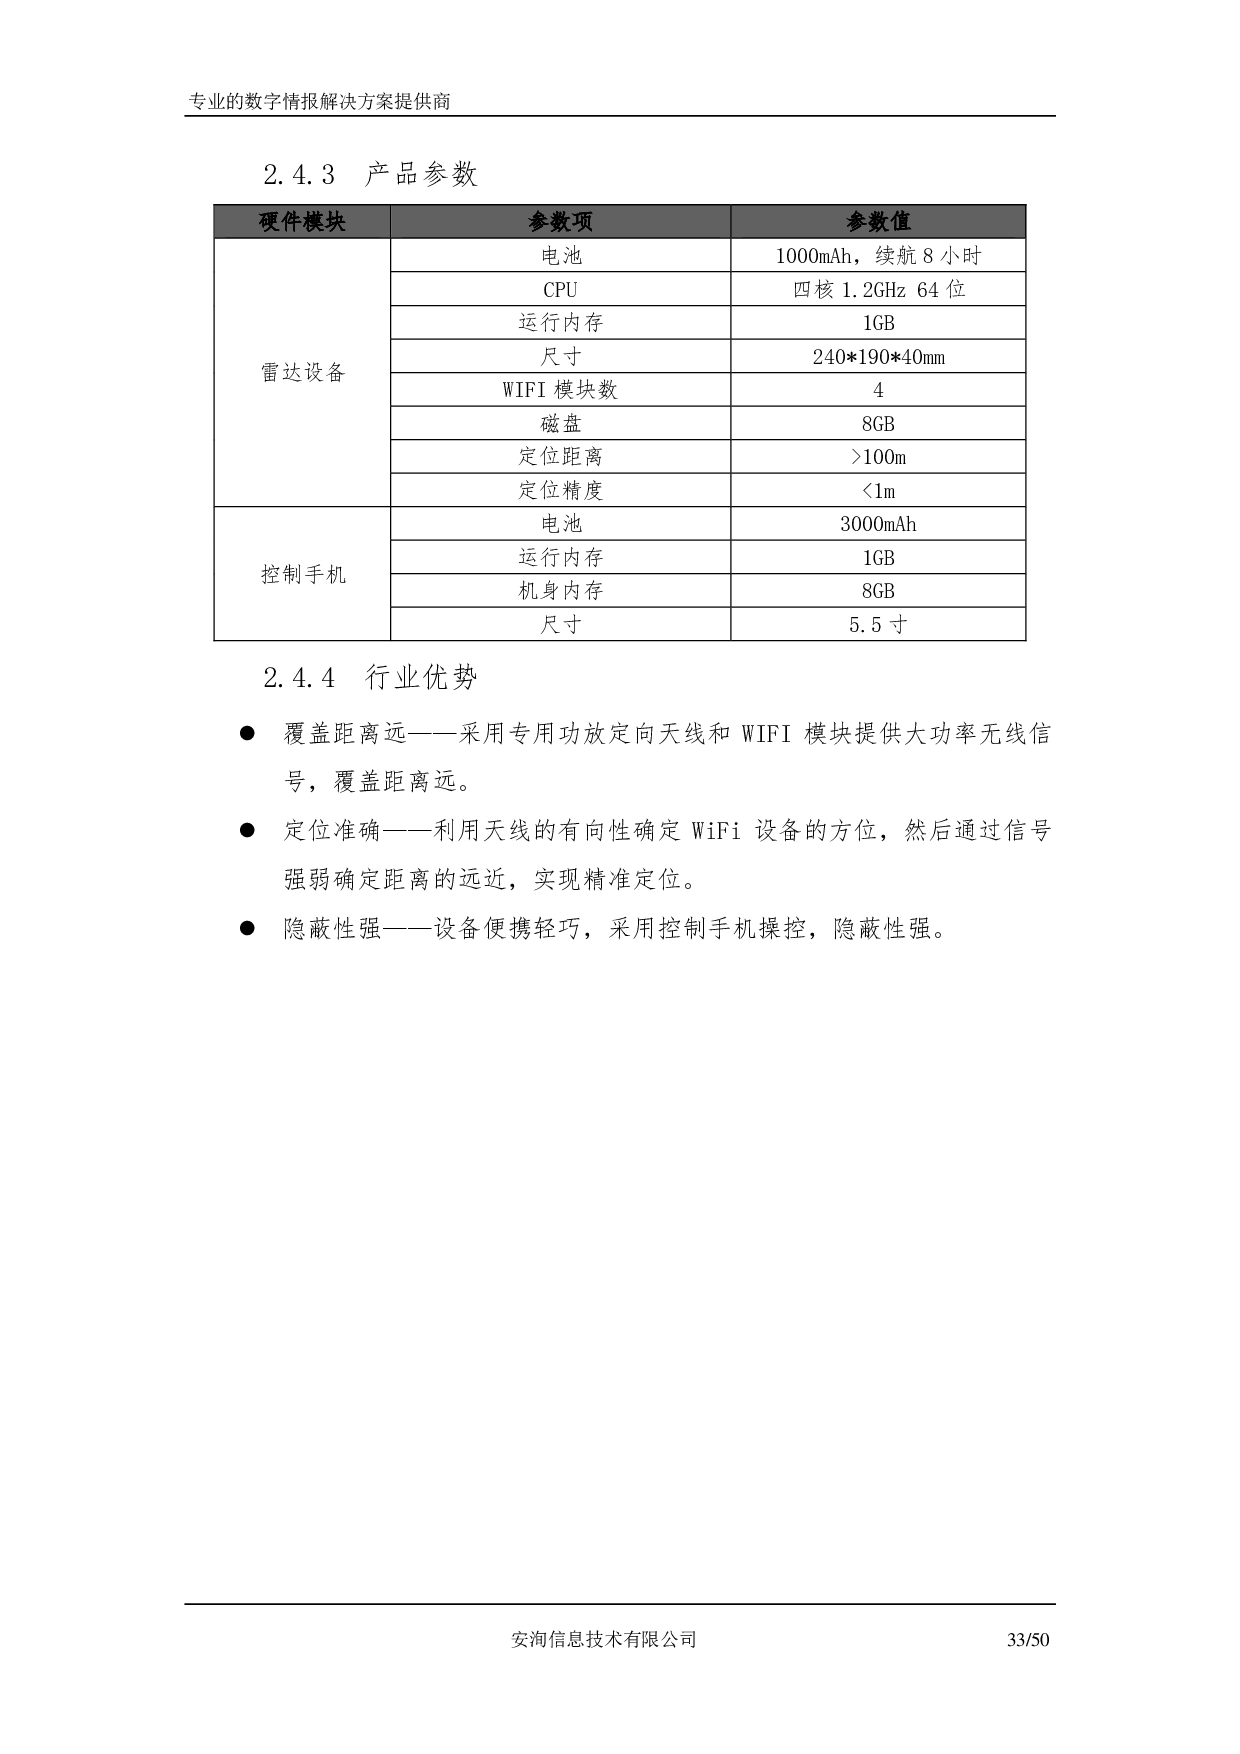 专业的数字情报解决方案提供商
2.4.3 产品参数
硬件模块 参数项 参数值
雷达设备 电池 1000mAh，续航 8 小时
CPU 四核 1.2GHz 64 位
运行内存 1GB
尺寸 240*190*40mm
WIFI 模块数 4
磁盘 8GB
定位距离 >100m
定位精度 <1m
控制手机 电池 3000mAh
运行内存 1GB
机身内存 8GB
尺寸 5.5 寸
2.4.4 行业优势
● 覆盖距离远——采用专用功放定向天线和 WIFI 模块提供大功率无线信
号，覆盖距离远。
● 定位准确——利用天线的有向性确定 WiFi 设备的方位，然后通过信号
强弱确定距离的远近，实现精准定位。
● 隐蔽性强——设备便携轻巧，采用控制手机操控，隐蔽性强。
安洵信息技术有限公司 33/50